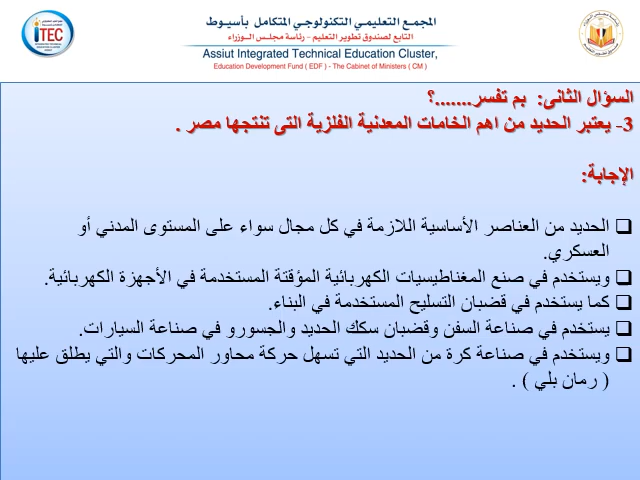 المجمع التعليمي التكنولوجي المتكامل بأسيوط
التابع لصندوق تطوير التعليم - رئاسة مجلس الوزراء
Assiut Integrated Technical Education Cluster,
Education Development Fund ( EDF ) - The Cabinet of Ministers ( CM )
iTEC
السؤال الثانى: بم تفسر.......؟
3- يعتبر الحديد من اهم الخامات المعدنية الفلزية التى تنتجها مصر .
الإجابة:
الحديد من العناصر الأساسية اللازمة في كل مجال سواء على المستوى المدني أو
العسكري.
ويستخدم في صنع المغناطيسيات الكهربائية المؤقتة المستخدمة في الأجهزة الكهربائية.
كما يستخدم في قضبان التسليح المستخدمة في البناء.
يستخدم في صناعة السفن وقضبان سكك الحديد والجسورو في صناعة السيارات.
ويستخدم في صناعة كرة من الحديد التي تسهل حركة محاور المحركات والتي يطلق عليها
( رمان بلي ) .